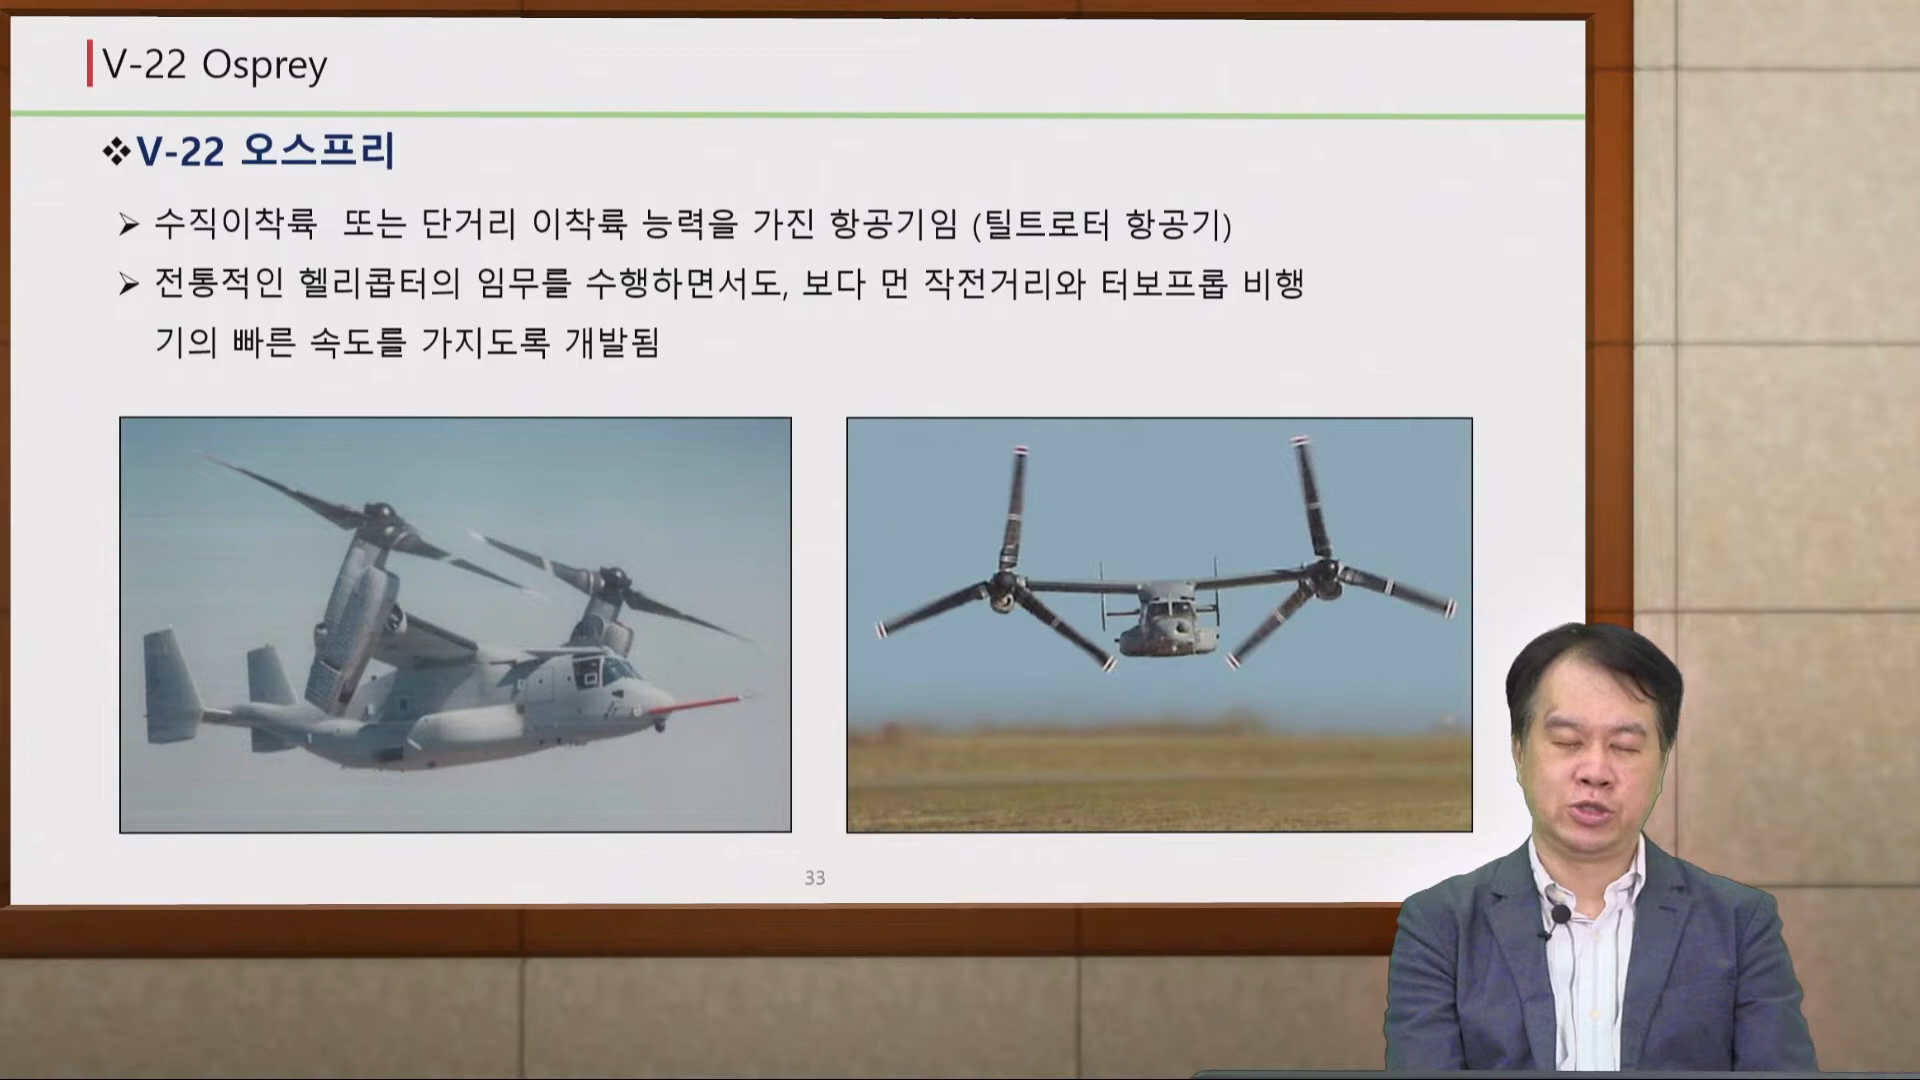 V-22 Osprey
❖V-22 오스프리
➢ 수직이착륙 또는 단거리 이착륙 능력을 가진 항공기임 (틸트로터 항공기)
➢ 전통적인 헬리콥터의 임무를 수행하면서도, 보다 먼 작전거리와 터보프롭 비행
기의 빠른 속도를 가지도록 개발됨
33